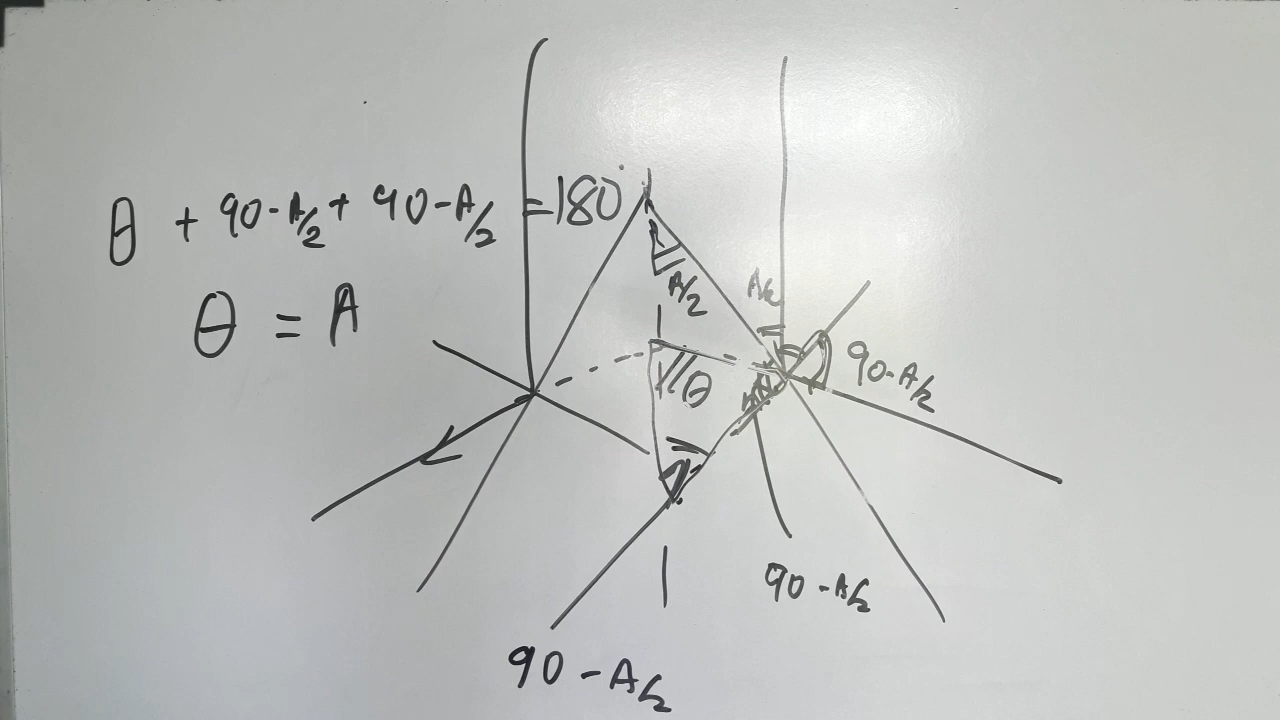 θ + 90-A/2 + 90-A/2 =180°
θ = A
A/2
A/2
θ
90-A/2
90-A/2
90-A/2